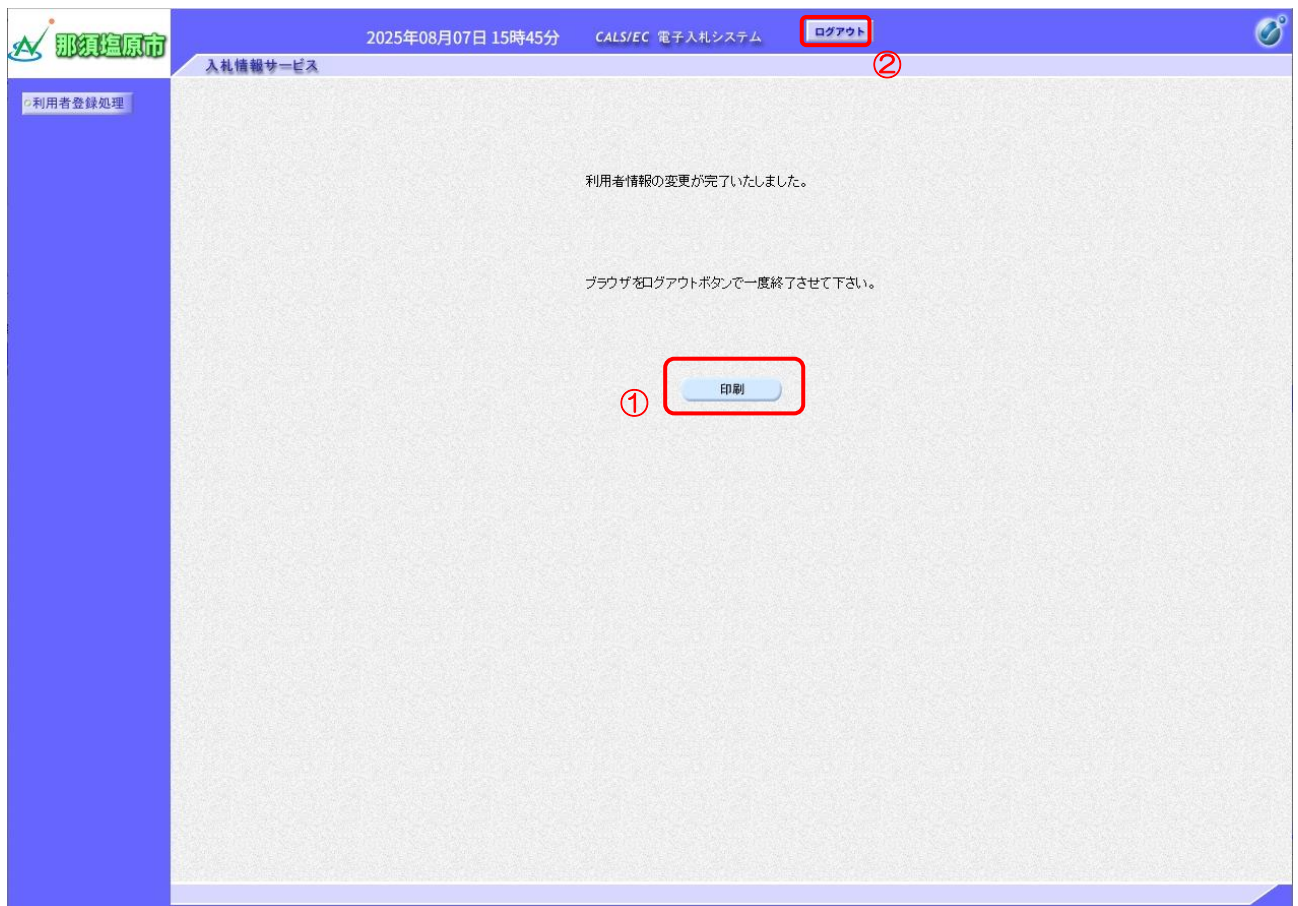 那須塩原市
2025年08月07日 15時45分 CALS/EC 電子入札システム ログアウト
②
入札情報サービス
○利用者登録処理
利用者情報の変更が完了いたしました。
ブラウザをログアウトボタンで一度終了させて下さい。
① 印刷